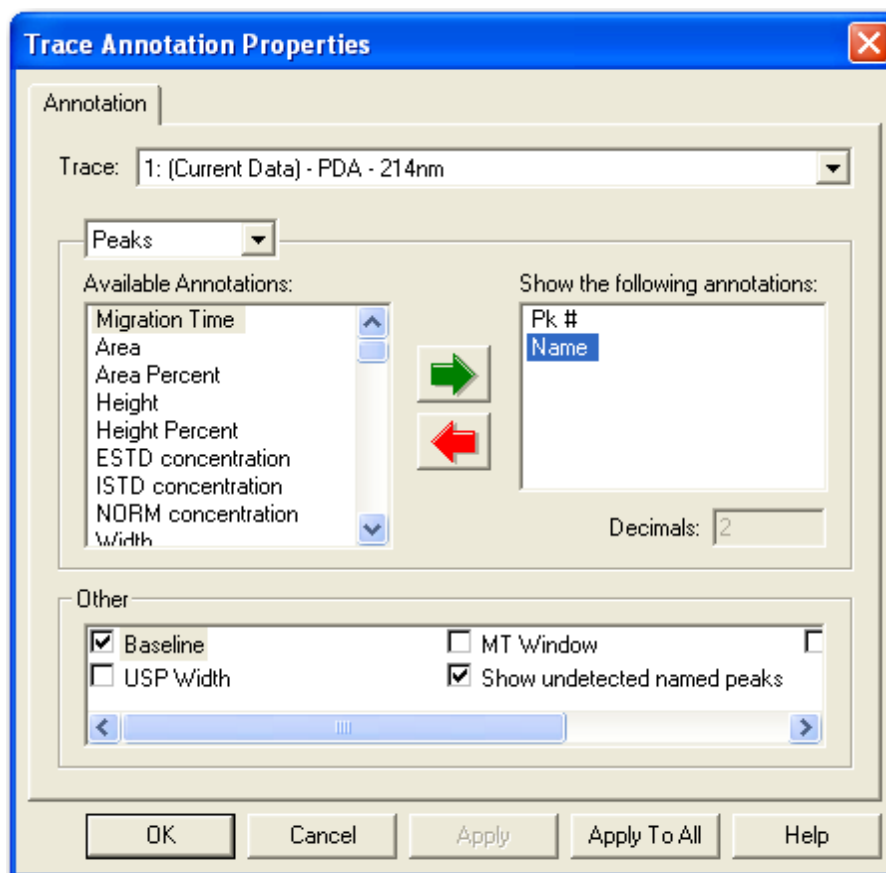 Trace Annotation Properties
Annotation
Trace: 1: (Current Data) - PDA - 214nm
Peaks
Available Annotations:
Migration Time
Area
Area Percent
Height
Height Percent
ESTD concentration
ISTD concentration
NORM concentration
Width
Show the following annotations:
Pk #
Name
Decimals: 2
Other
Baseline MT Window
USP Width Show undetected named peaks
OK Cancel Apply Apply To All Help